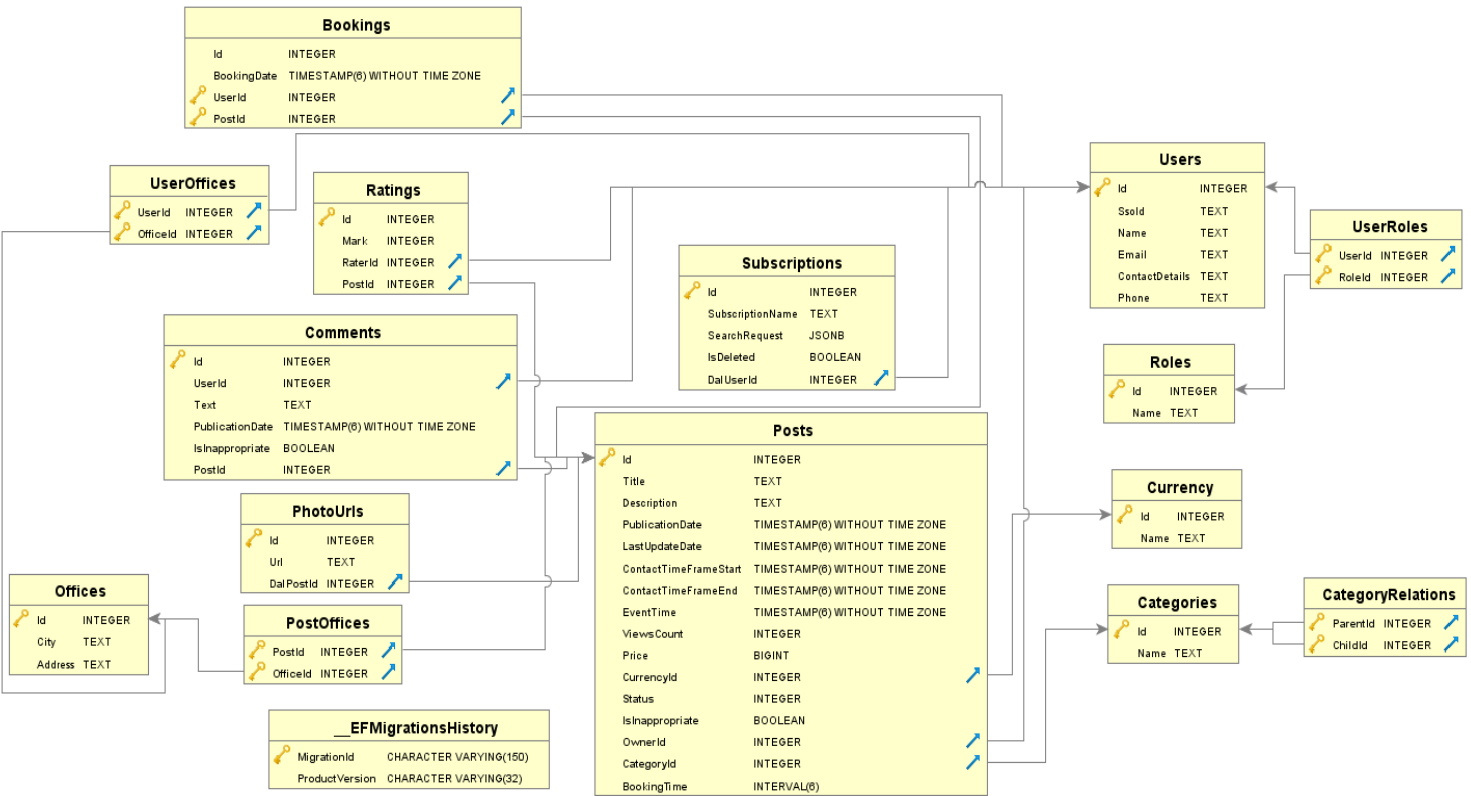 Bookings
Id INTEGER
BookingDate TIMESTAMP(6) WITHOUT TIME ZONE
UserId INTEGER
PostId INTEGER
UserOffices
UserId INTEGER
OfficeId INTEGER
Ratings
Id INTEGER
Mark INTEGER
RaterId INTEGER
PostId INTEGER
Users
Id INTEGER
SsoId TEXT
Name TEXT
Email TEXT
ContactDetails TEXT
Phone TEXT
UserRoles
UserId INTEGER
RoleId INTEGER
Subscriptions
Id INTEGER
SubscriptionName TEXT
SearchRequest JSONB
IsDeleted BOOLEAN
DalUserId INTEGER
Comments
Id INTEGER
UserId INTEGER
Text TEXT
PublicationDate TIMESTAMP(6) WITHOUT TIME ZONE
IsInappropriate BOOLEAN
PostId INTEGER
Roles
Id INTEGER
Name TEXT
Posts
Id INTEGER
Title TEXT
Description TEXT
PublicationDate TIMESTAMP(6) WITHOUT TIME ZONE
LastUpdateDate TIMESTAMP(6) WITHOUT TIME ZONE
ContactTimeFrameStart TIMESTAMP(6) WITHOUT TIME ZONE
ContactTimeFrameEnd TIMESTAMP(6) WITHOUT TIME ZONE
EventTime TIMESTAMP(6) WITHOUT TIME ZONE
ViewsCount INTEGER
Price BIGINT
CurrencyId INTEGER
Status INTEGER
IsInappropriate BOOLEAN
OwnerId INTEGER
CategoryId INTEGER
BookingTime INTERVAL(6)
Currency
Id INTEGER
Name TEXT
PhotoUrls
Id INTEGER
Url TEXT
DalPostId INTEGER
Offices
Id INTEGER
City TEXT
Address TEXT
PostOffices
PostId INTEGER
OfficeId INTEGER
Categories
Id INTEGER
Name TEXT
CategoryRelations
ParentId INTEGER
ChildId INTEGER
__EFMigrationsHistory
MigrationId CHARACTER VARYING(150)
ProductVersion CHARACTER VARYING(32)